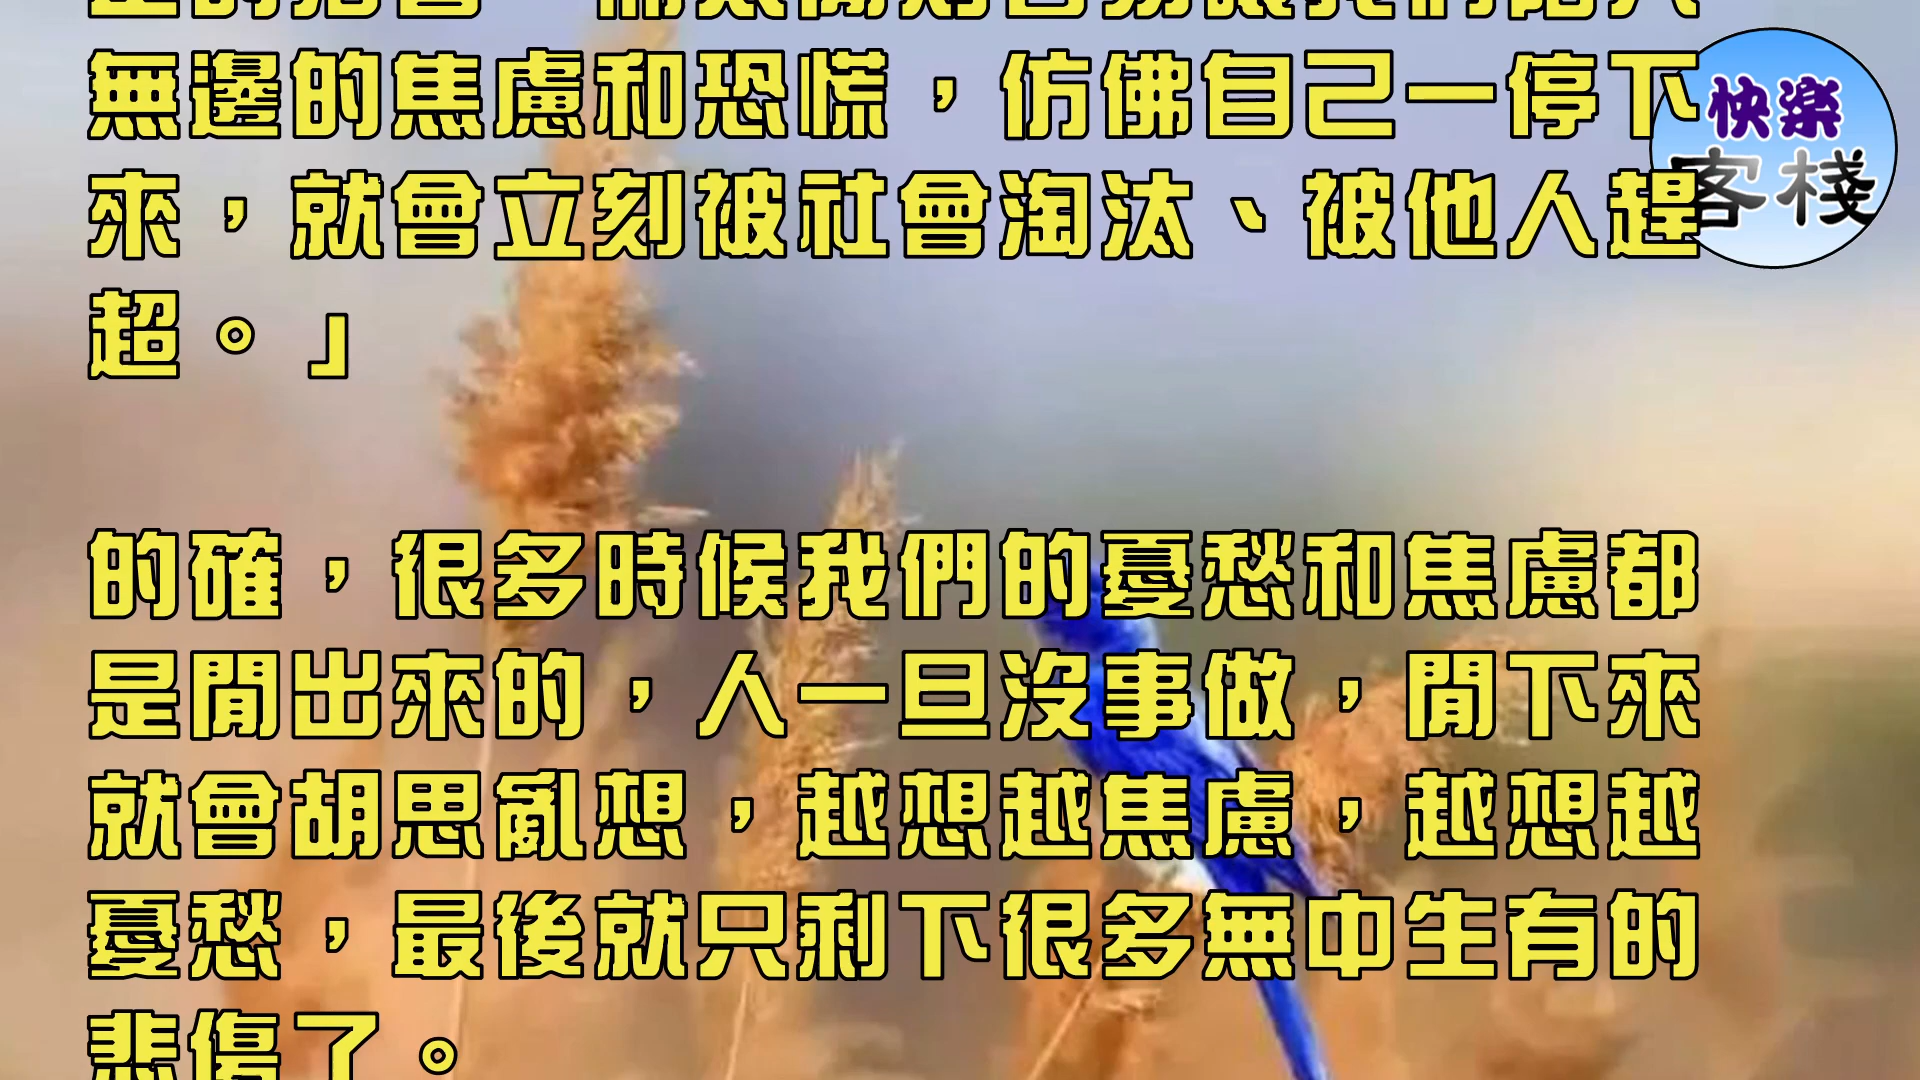 無邊的焦慮和恐慌，仿佛自己一停下
來，就會立刻被社會淘汰、被他人趕
超。」
的確，很多時候我們的憂愁和焦慮都
是閒出來的，人一旦沒事做，閒下來
就會胡思亂想，越想越焦慮，越想越
憂愁，最後就只剩下很多無中生有的
悲傷了。
快楽
客棧